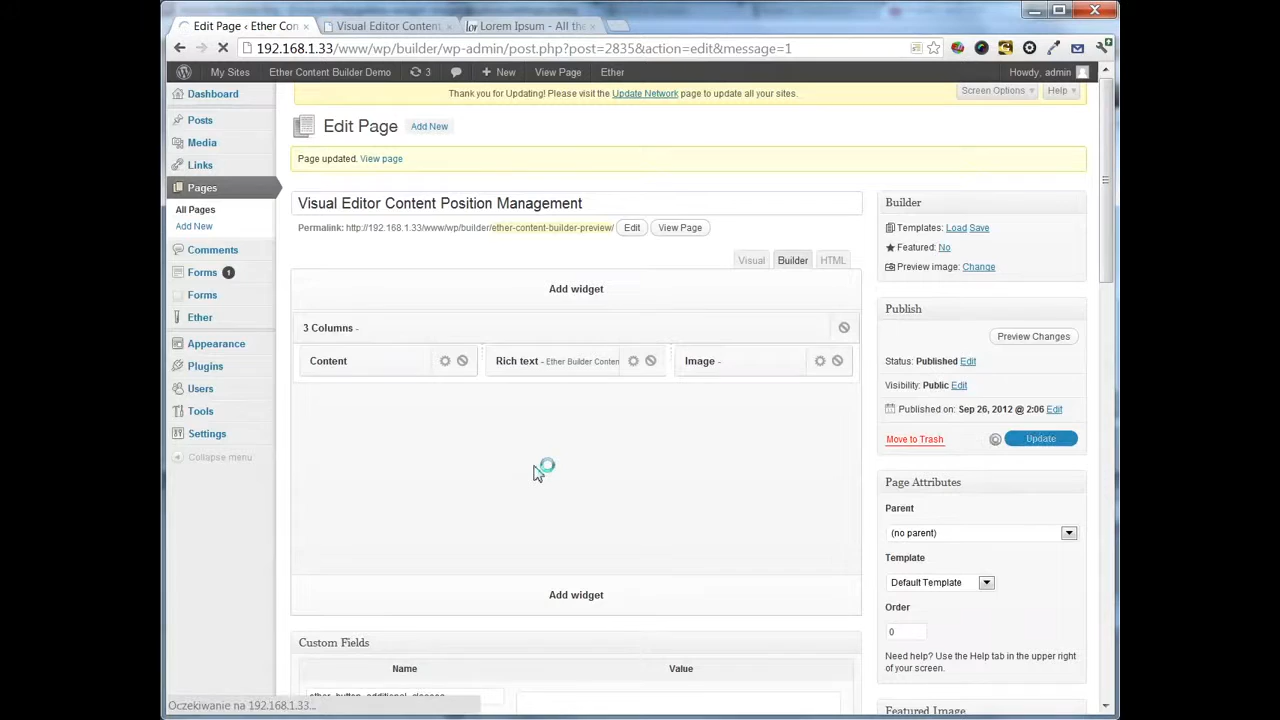 Edit Page ‹ Ether Con
Visual Editor Content
Lorem Ipsum - All the
192.168.1.33/www/wp/builder/wp-admin/post.php?post=2835&action=edit&message=1
My Sites
Ether Content Builder Demo
3
New
View Page
Ether
Howdy, admin
Dashboard
Posts
Media
Links
Pages
All Pages
Add New
Comments
Forms 1
Forms
Ether
Appearance
Plugins
Users
Tools
Settings
Collapse menu
Thank you for Updating! Please visit the Update Network page to update all your sites.
Screen Options
Help
Edit Page Add New
Page updated. View page
Visual Editor Content Position Management
Permalink: http://192.168.1.33/www/wp/builder/ether-content-builder-preview/ Edit View Page
Visual Builder HTML
Add widget
3 Columns -
Content
Rich text - Ether Builder Conten
Image -
Add widget
Custom Fields
Name Value
Builder
Templates: Load Save
Featured: No
Preview image: Change
Publish
Preview Changes
Status: Published Edit
Visibility: Public Edit
Published on: Sep 26, 2012 @ 2:06 Edit
Move to Trash
Update
Page Attributes
Parent
(no parent)
Template
Default Template
Order
0
Need help? Use the Help tab in the upper right
of your screen.
Featured Image
Oczekiwanie na 192.168.1.33...